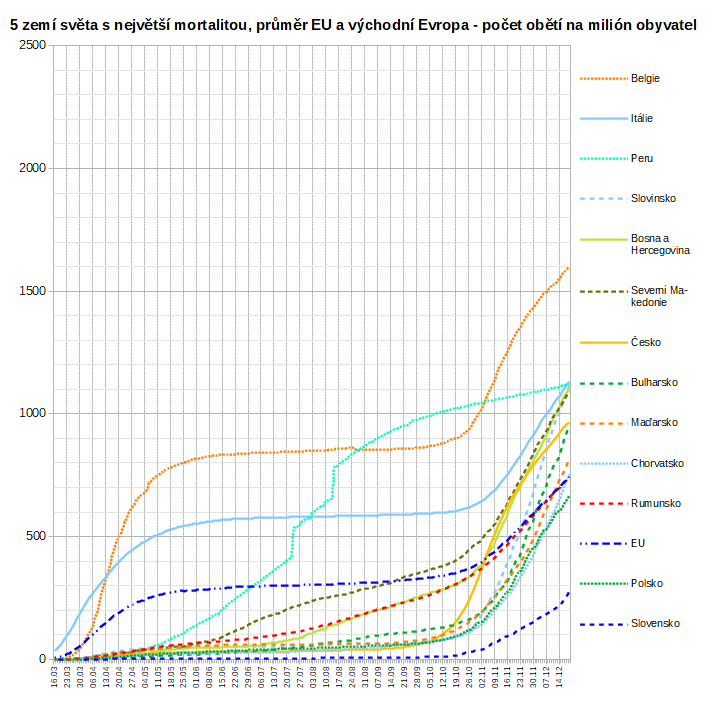 5 zemí světa s největší mortalitou, průměr EU a východní Evropa - počet obětí na milión obyvatel
2500
2000
1500
1000
500
0
16.03
23.03
30.03
06.04
13.04
20.04
27.04
04.05
11.05
18.05
25.05
01.06
08.06
15.06
22.06
29.06
06.07
13.07
20.07
27.07
03.08
10.08
17.08
24.08
31.08
07.09
14.09
21.09
28.09
05.10
12.10
19.10
26.10
02.11
09.11
16.11
23.11
30.11
07.12
14.12
Belgie
Itálie
Peru
Slovinsko
Bosna a
Hercegovina
Severní Ma-
kedonie
Česko
Bulharsko
Maďarsko
Chorvatsko
Rumunsko
EU
Polsko
Slovensko